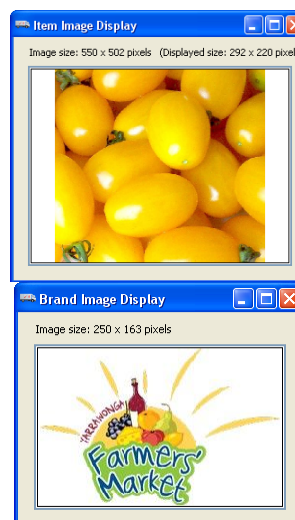 Item Image Display
Image size: 550 x 502 pixels (Displayed size: 292 x 220 pixel
Brand Image Display
Image size: 250 x 163 pixels
YARRAWONGA
Farmers'
Market